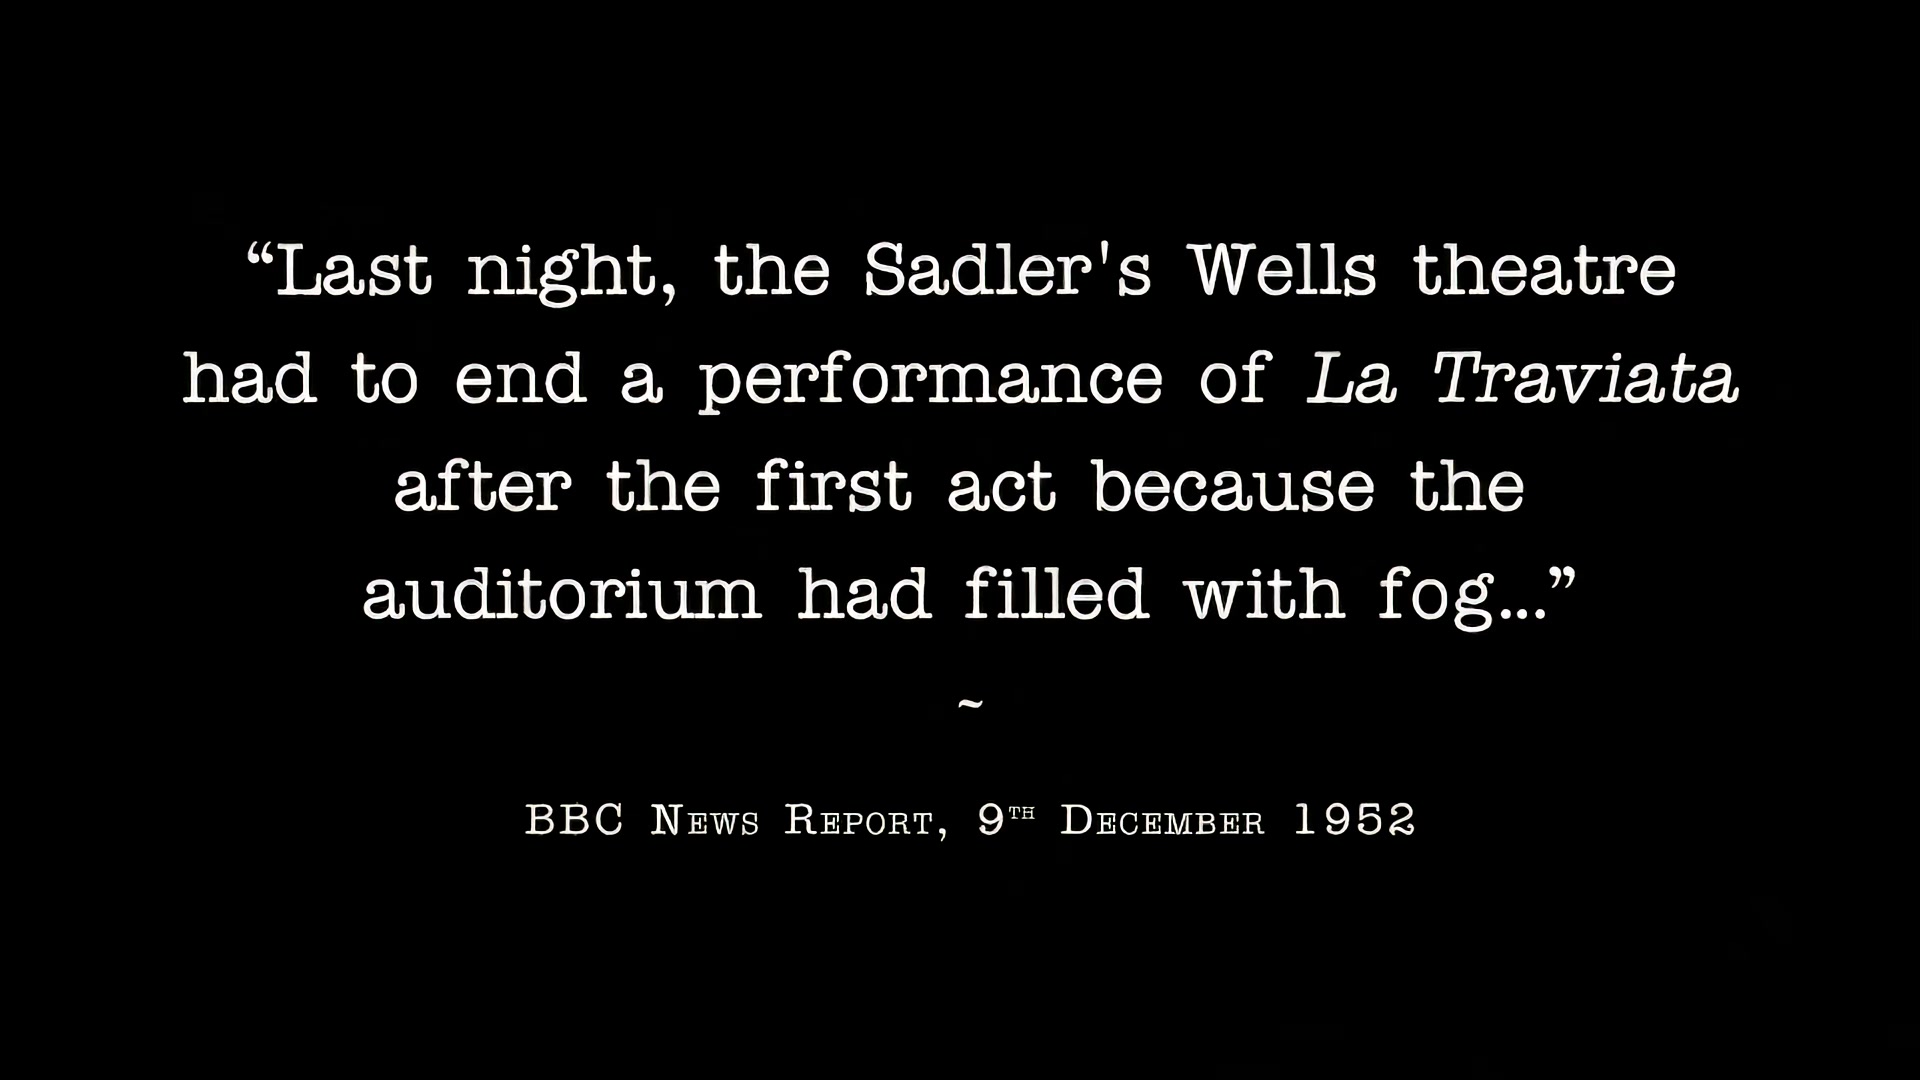 “Last night, the Sadler's Wells theatre
had to end a performance of La Traviata
after the first act because the
auditorium had filled with fog...”
~
BBC News Report, 9th December 1952